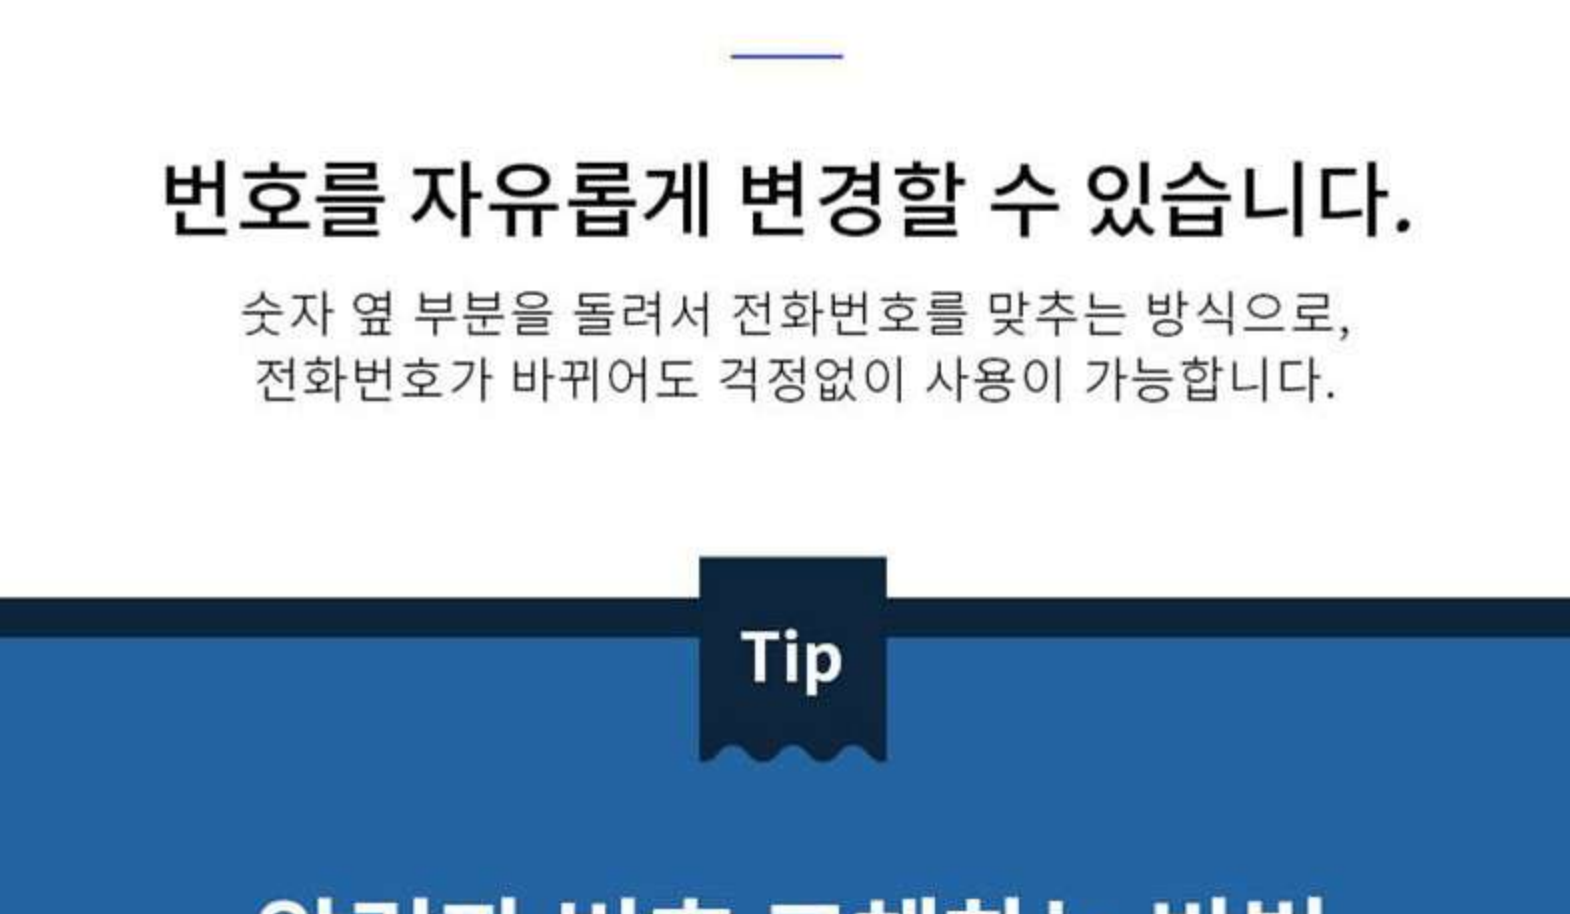 번호를 자유롭게 변경할 수 있습니다.
숫자 옆 부분을 돌려서 전화번호를 맞추는 방식으로,
전화번호가 바뀌어도 걱정없이 사용이 가능합니다.
Tip